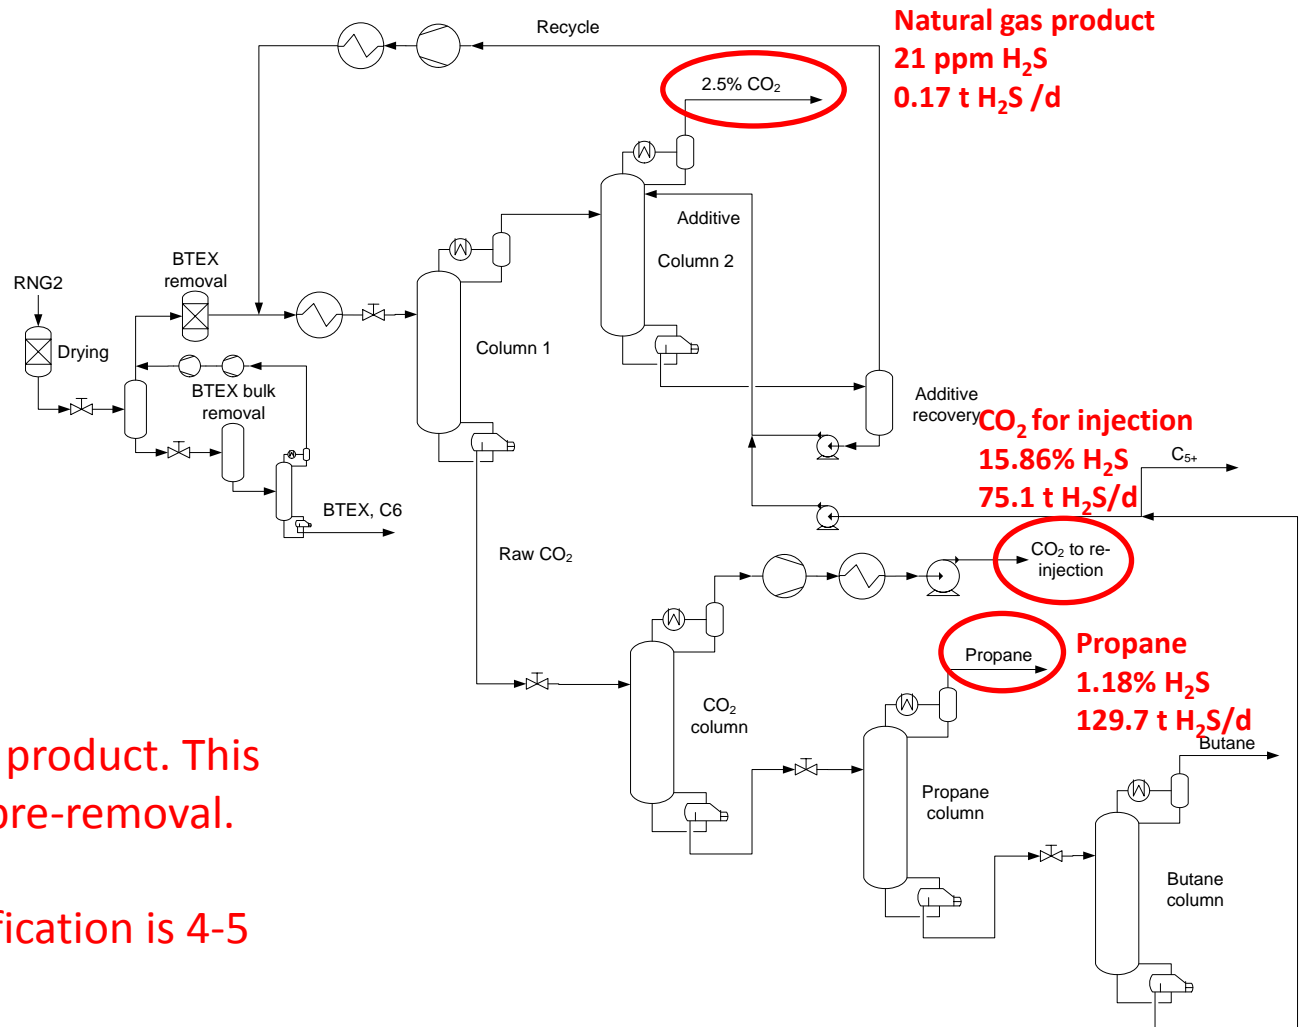 Recycle
Natural gas product
21 ppm H₂S
0.17 t H₂S /d
2.5% CO₂
Additive
Column 2
BTEX
removal
RNG2
Drying
Column 1
BTEX bulk
removal
Additive
recovery
CO₂ for injection
15.86% H₂S
75.1 t H₂S/d
C₅₊
BTEX, C6
Raw CO₂
CO₂ to re-
injection
Propane
Propane
1.18% H₂S
129.7 t H₂S/d
CO₂
column
Butane
product. This
pre-removal.
Propane
column
Butane
column
fication is 4-5